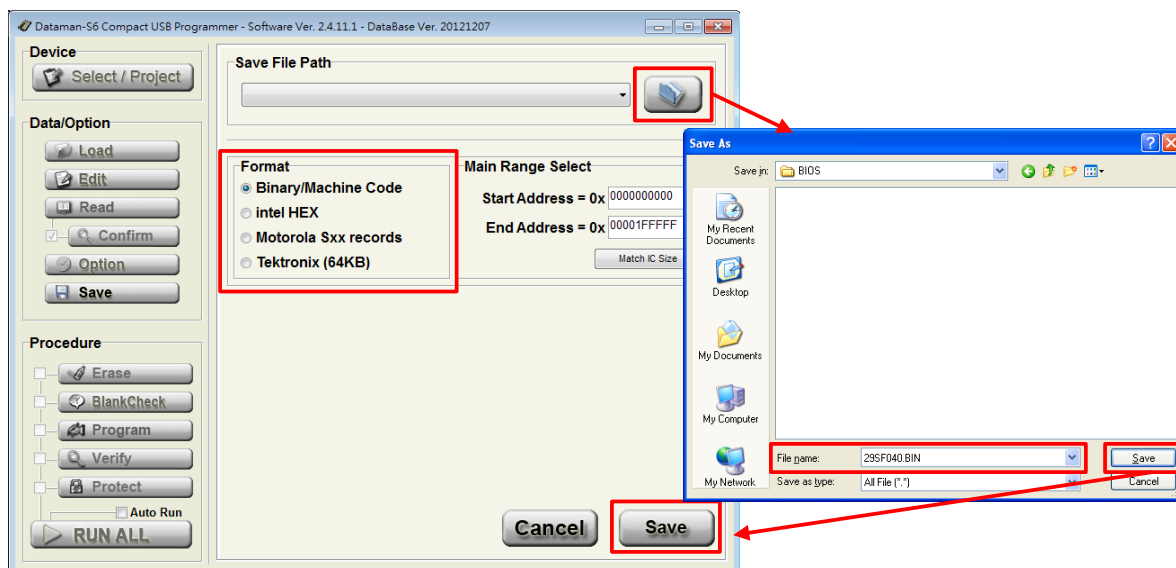 Dataman-S6 Compact USB Programmer - Software Ver. 2.4.11.1 - DataBase Ver. 20121207
Device
Select / Project
Data/Option
Load
Edit
Read
Confirm
Option
Save
Procedure
Erase
BlankCheck
Program
Verify
Protect
Auto Run
RUN ALL
Save File Path
Format
Binary/Machine Code
intel HEX
Motorola Sxx records
Tektronix (64KB)
Main Range Select
Start Address = 0x 0000000000
End Address = 0x 00001FFFFF
Match IC Size
Cancel
Save
Save As
Save in: BIOS
My Recent
Documents
Desktop
My Documents
My Computer
My Network
File name: 29SF040.BIN
Save
Save as type: All File (*.*)
Cancel